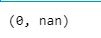 (0, nan)